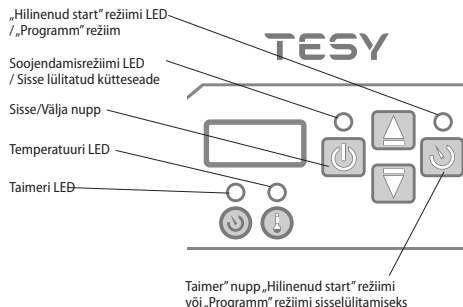 „Hilinenud start” režiimi LED
/ „Programm” režiim
TESY
Soojendamisrežiimi LED
/ Sisse lülitatud kütteseade
Sisse/Välja nupp
Temperatuuri LED
Taimeri LED
Taimer” nupp „Hilinenud start” režiimi
või „Programm” režiimi sisselülitamiseks